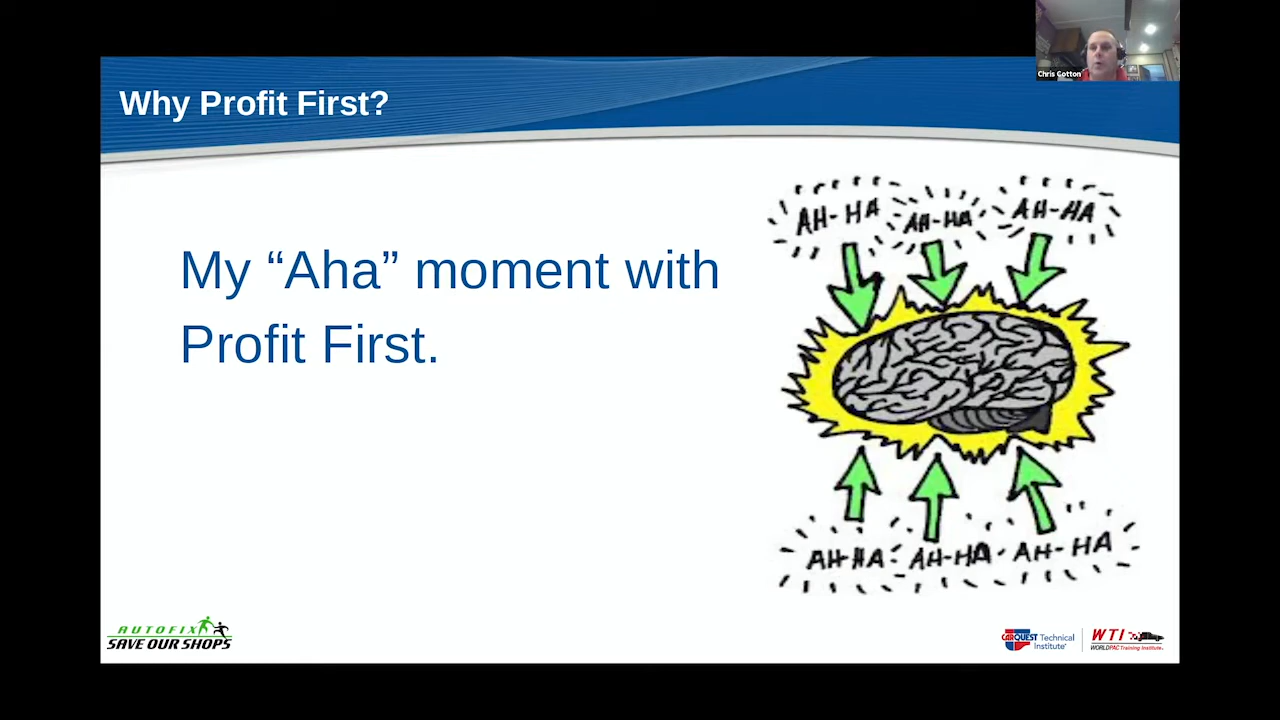 Chris Cotton
Why Profit First?
My “Aha” moment with
Profit First.
AH-HA AH-HA AH-HA
AH-HA AH-HA AH-HA
AUTOFIX
SAVE OUR SHOPS
CARQUEST Technical
Institute
WTI
WORLDPAC Training Institute